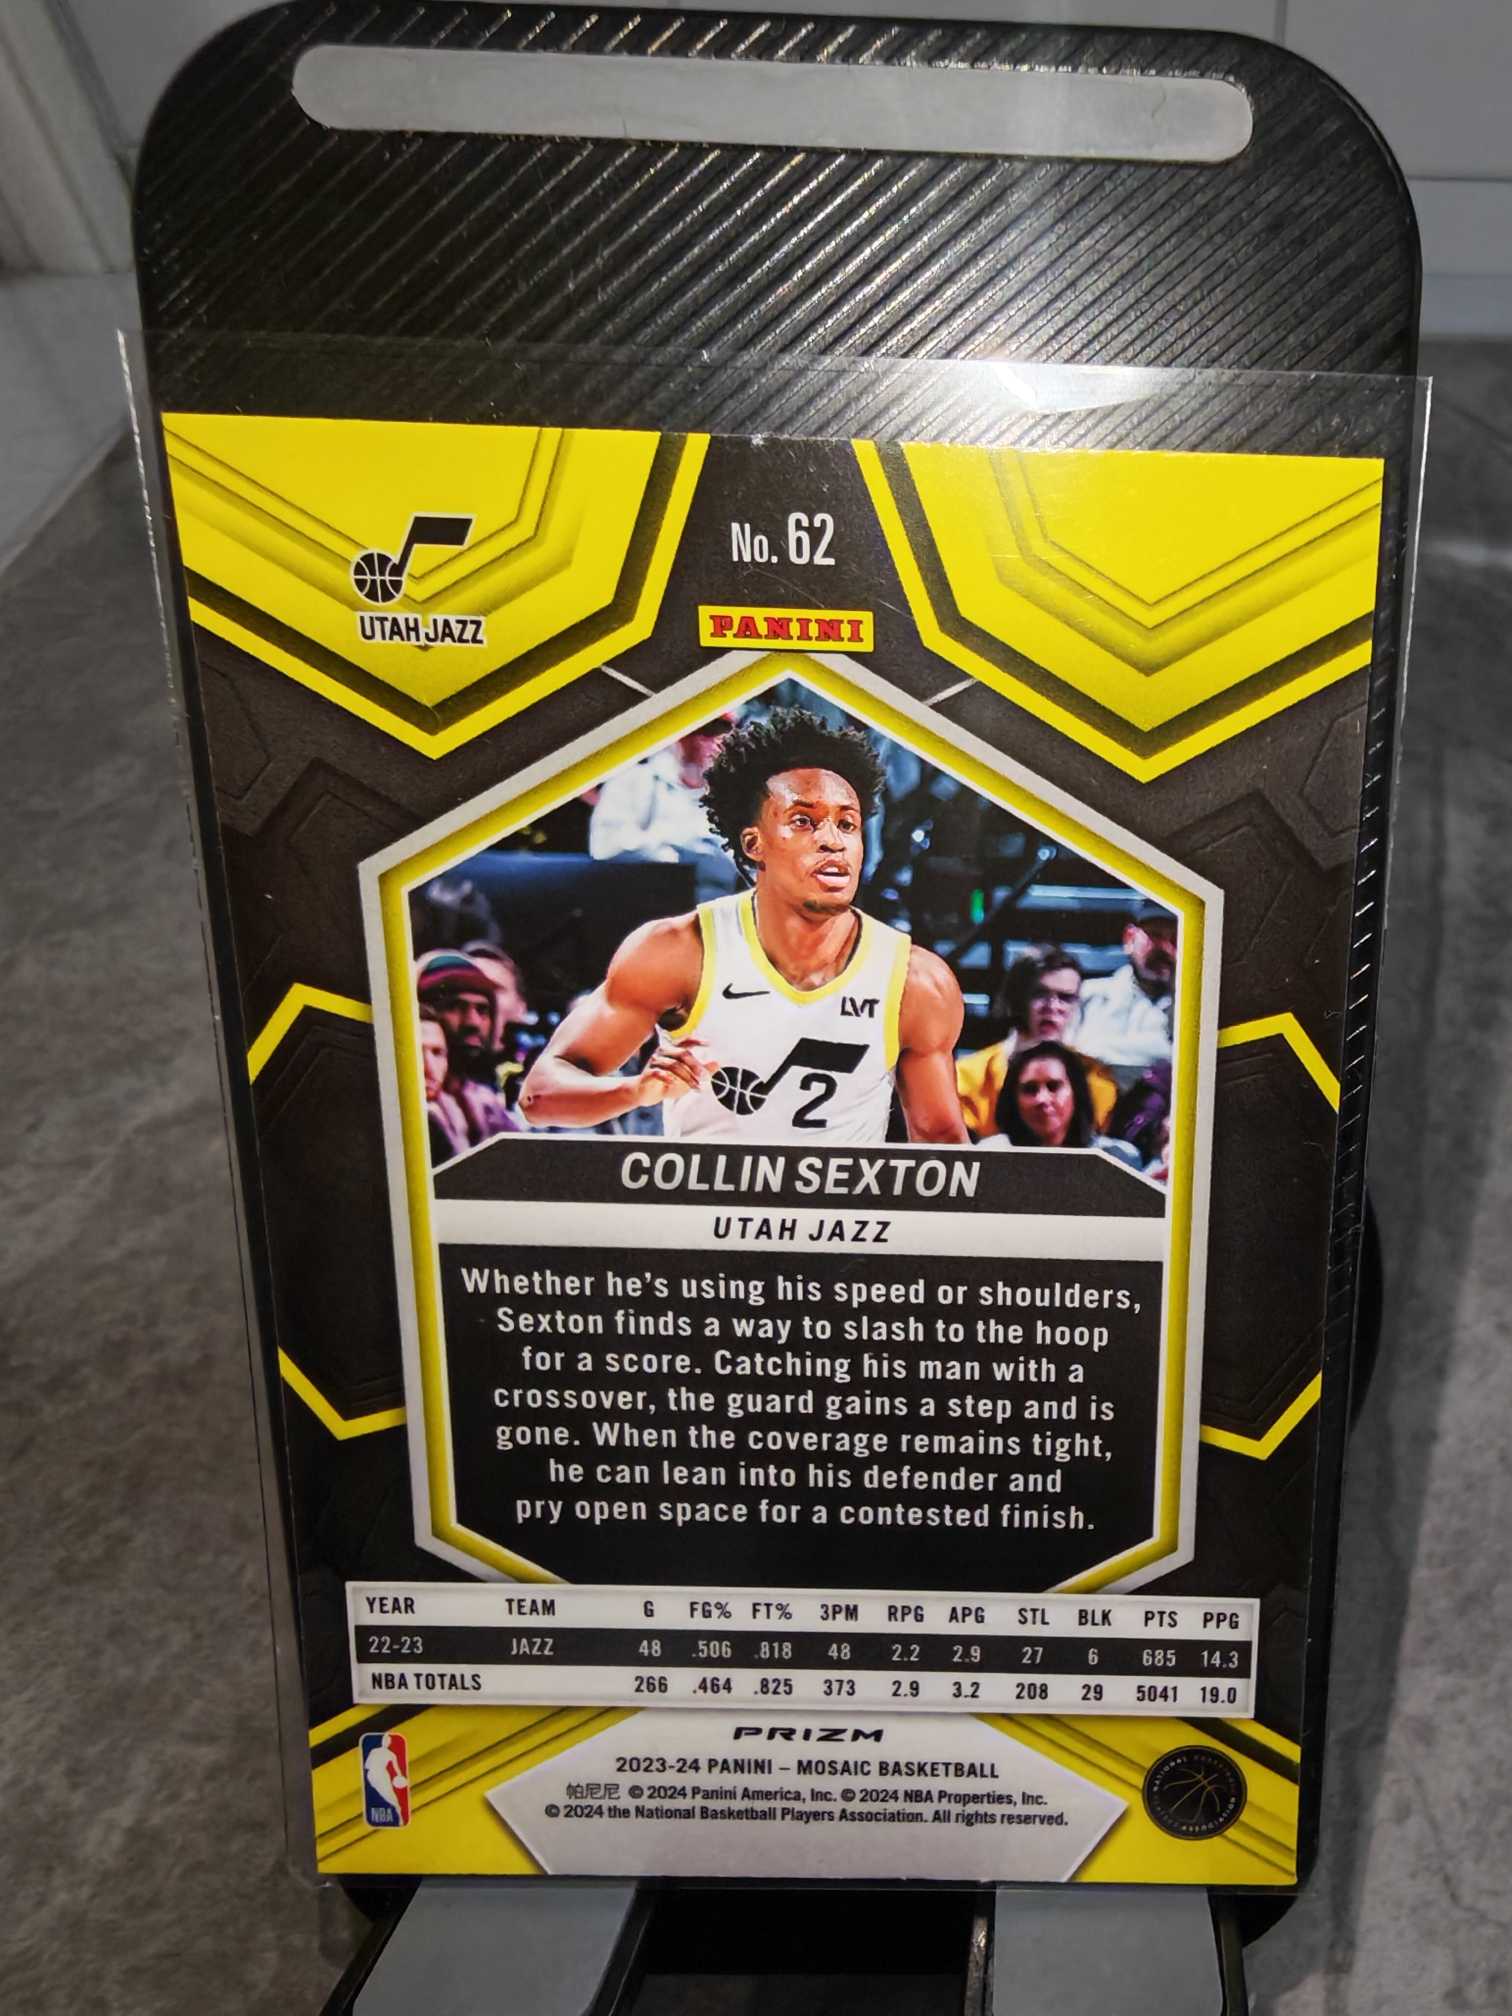 No. 62
UTAH JAZZ
PANINI
LVT
2
COLLIN SEXTON
UTAH JAZZ
Whether he's using his speed or shoulders,
Sexton finds a way to slash to the hoop
for a score. Catching his man with a
crossover, the guard gains a step and is
gone. When the coverage remains tight,
he can lean into his defender and
pry open space for a contested finish.
YEAR TEAM G FG% FT% 3PM RPG APG STL BLK PTS PPG
22-23 JAZZ 48 .506 .818 48 2.2 2.9 27 6 685 14.3
NBA TOTALS 266 .464 .825 373 2.9 3.2 208 29 5041 19.0
PRIZM
2023-24 PANINI – MOSAIC BASKETBALL
帕尼尼 © 2024 Panini America, Inc. © 2024 NBA Properties, Inc.
© 2024 the National Basketball Players Association. All rights reserved.
NBA
NATIONAL BASKETBALL PLAYERS ASSOCIATION